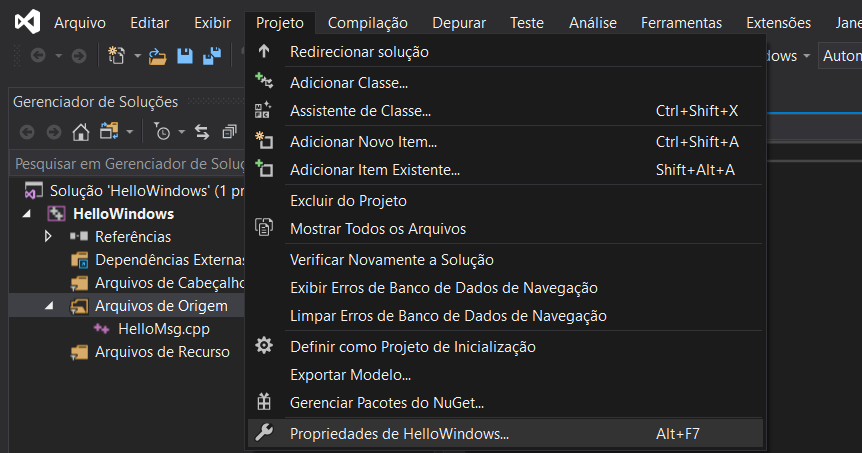 Arquivo Editar Exibir Projeto Compilação Depurar Teste Análise Ferramentas Extensões Jane
dows Autom
Gerenciador de Soluções
Pesquisar em Gerenciador de Soluç
Solução 'HelloWindows' (1 pr
HelloWindows
Referências
Dependências Externas
Arquivos de Cabeçalho
Arquivos de Origem
HelloMsg.cpp
Arquivos de Recurso
Redirecionar solução
Adicionar Classe...
Assistente de Classe... Ctrl+Shift+X
Adicionar Novo Item... Ctrl+Shift+A
Adicionar Item Existente... Shift+Alt+A
Excluir do Projeto
Mostrar Todos os Arquivos
Verificar Novamente a Solução
Exibir Erros de Banco de Dados de Navegação
Limpar Erros de Banco de Dados de Navegação
Definir como Projeto de Inicialização
Exportar Modelo...
Gerenciar Pacotes do NuGet...
Propriedades de HelloWindows... Alt+F7